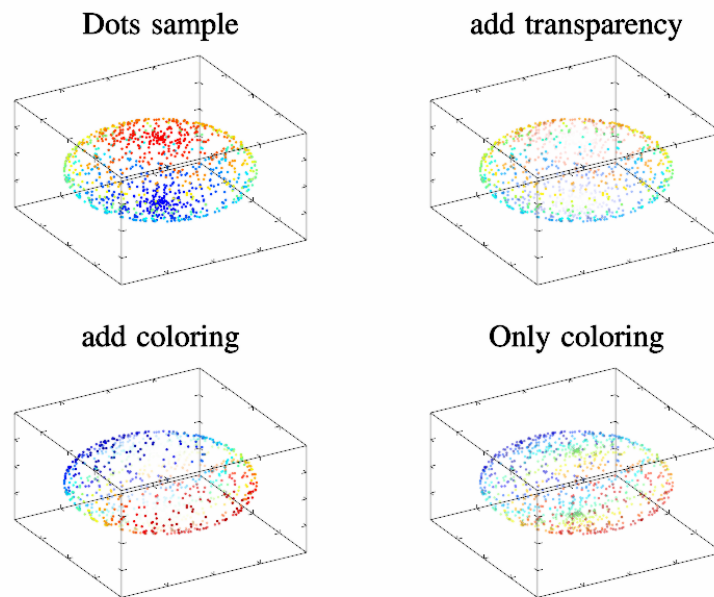 Dots sample
add transparency
add coloring
Only coloring